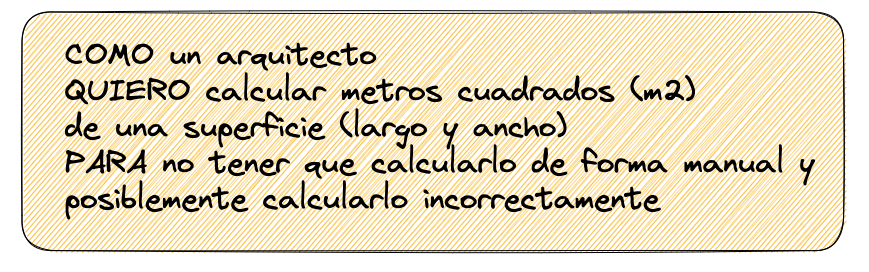 COMO un arquitecto
QUIERO calcular metros cuadrados (m2)
de una superficie (largo y ancho)
PARA no tener que calcularlo de forma manual y
posiblemente calcularlo incorrectamente